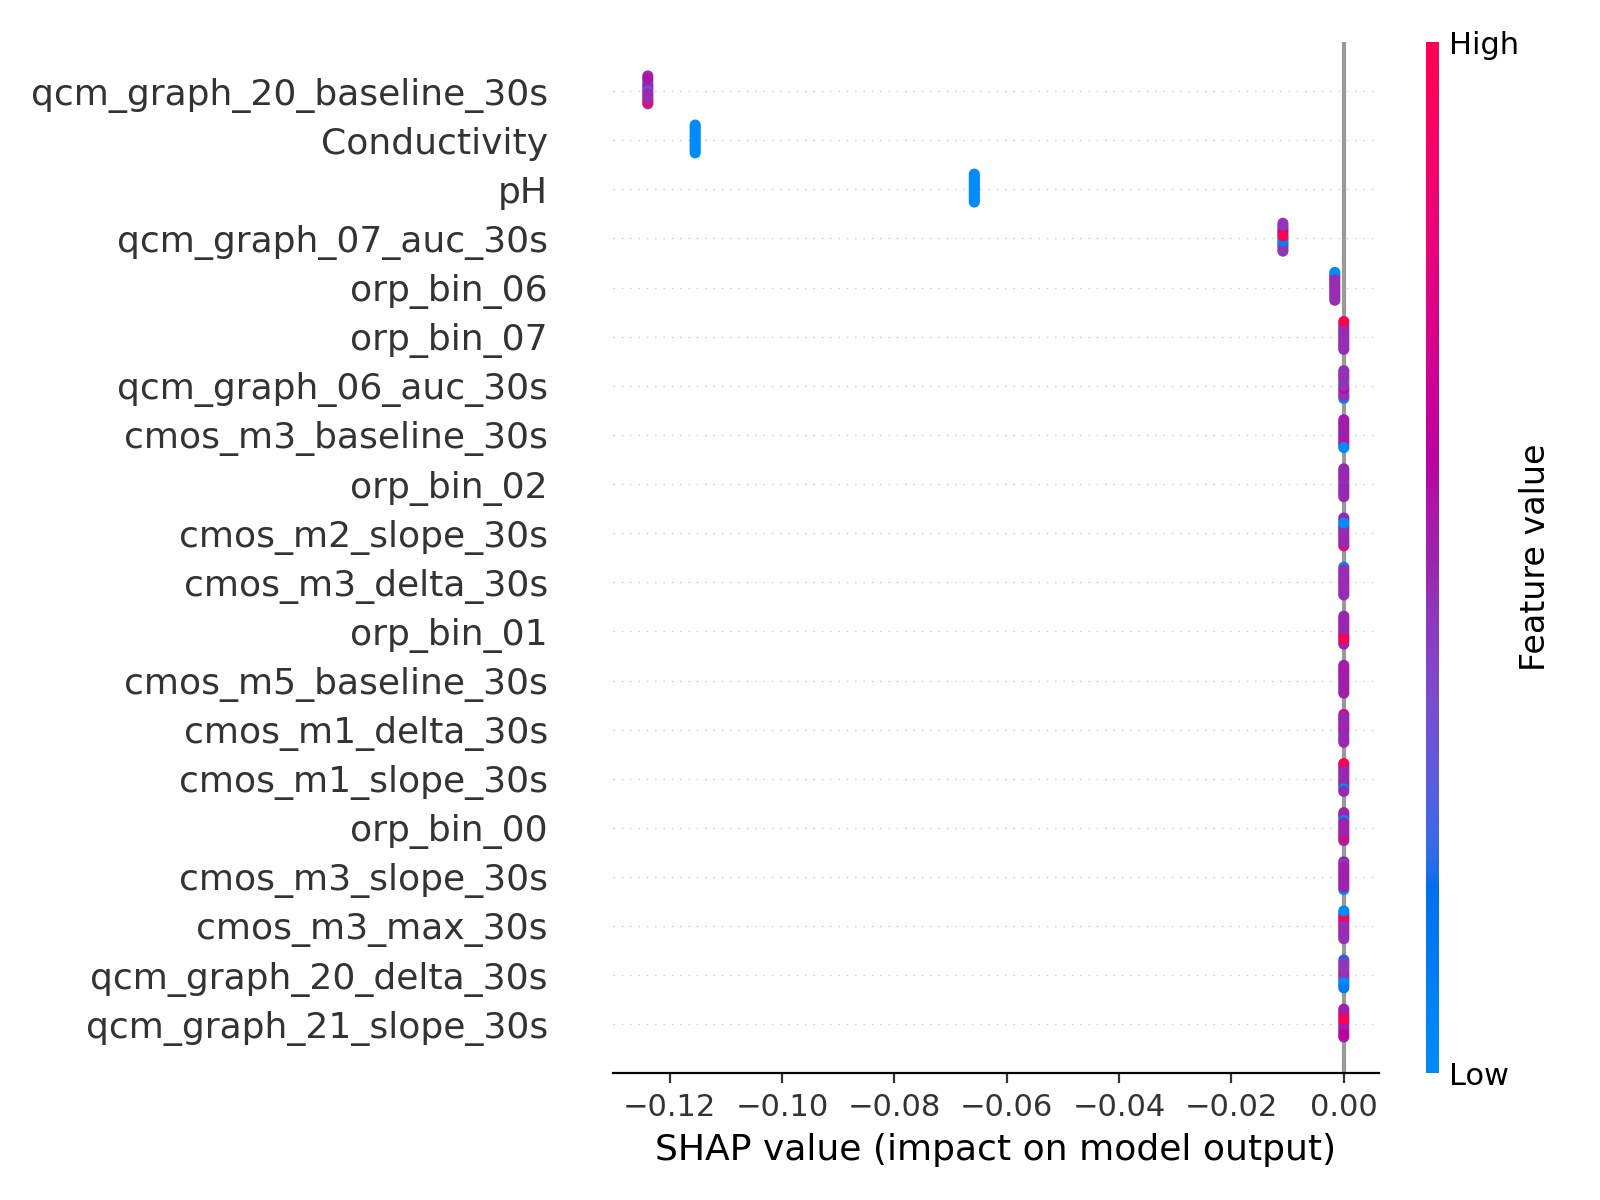 High
qcm_graph_20_baseline_30s
Conductivity
pH
qcm_graph_07_auc_30s
orp_bin_06
orp_bin_07
qcm_graph_06_auc_30s
cmos_m3_baseline_30s
orp_bin_02
cmos_m2_slope_30s
cmos_m3_delta_30s
orp_bin_01
cmos_m5_baseline_30s
cmos_m1_delta_30s
cmos_m1_slope_30s
orp_bin_00
cmos_m3_slope_30s
cmos_m3_max_30s
qcm_graph_20_delta_30s
qcm_graph_21_slope_30s
Feature value
Low
−0.12 −0.10 −0.08 −0.06 −0.04 −0.02 0.00
SHAP value (impact on model output)